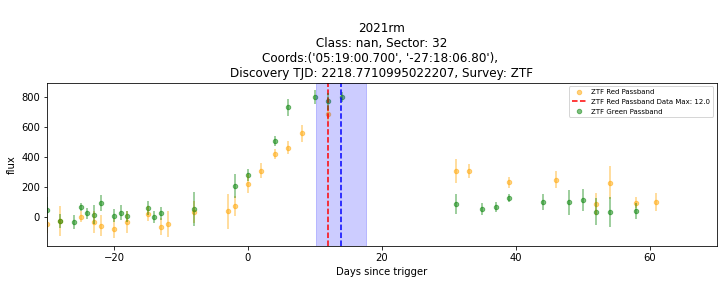 2021rm
Class: nan, Sector: 32
Coords:('05:19:00.700', '-27:18:06.80'),
Discovery TJD: 2218.7710995022207, Survey: ZTF
ZTF Red Passband
ZTF Red Passband Data Max: 12.0
ZTF Green Passband
800
600
400
200
0
flux
−20
0
20
40
60
Days since trigger